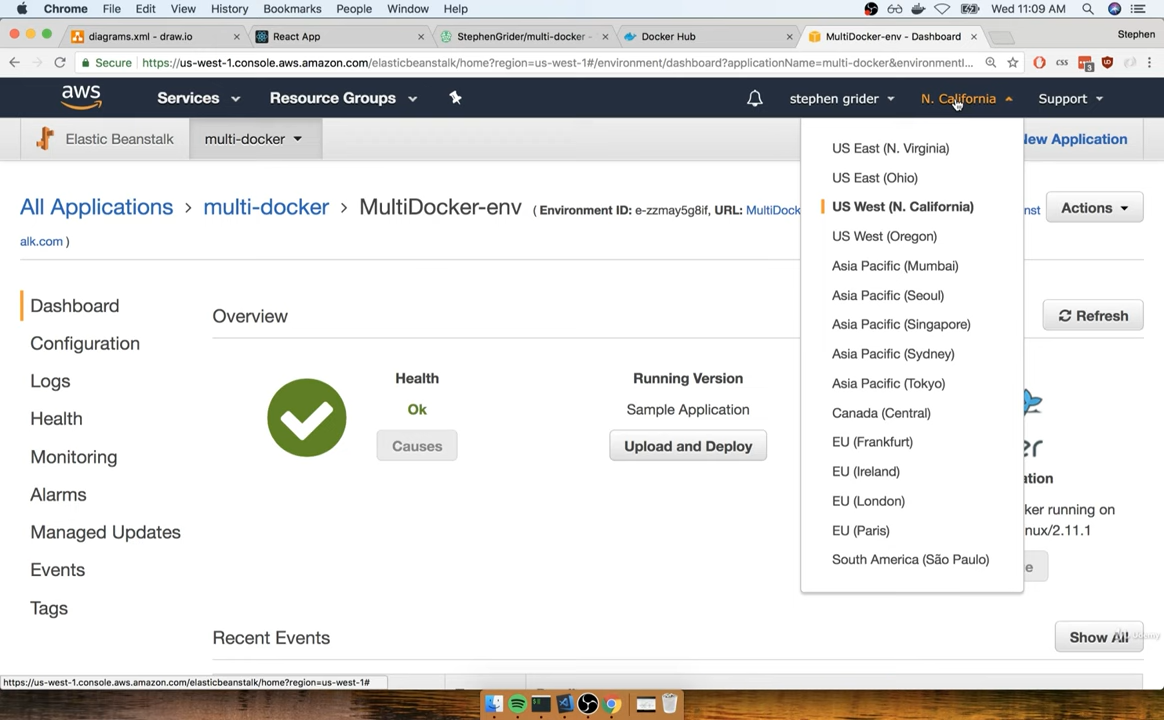 Chrome File Edit View History Bookmarks People Window Help Wed 11:09 AM
diagrams.xml - draw.io React App StephenGrider/multi-docker - Docker Hub MultiDocker-env - Dashboard Stephen
Secure https://us-west-1.console.aws.amazon.com/elasticbeanstalk/home?region=us-west-1#/environment/dashboard?applicationName=multi-docker&environmentI... css 3
aws Services Resource Groups stephen grider N. California Support
Elastic Beanstalk multi-docker New Application
All Applications > multi-docker > MultiDocker-env ( Environment ID: e-zzmay5g8if, URL: MultiDock nst Actions
alk.com )
US East (N. Virginia)
US East (Ohio)
US West (N. California)
US West (Oregon)
Asia Pacific (Mumbai)
Asia Pacific (Seoul)
Asia Pacific (Singapore)
Asia Pacific (Sydney)
Asia Pacific (Tokyo)
Canada (Central)
EU (Frankfurt)
EU (Ireland)
EU (London)
EU (Paris)
South America (São Paulo)
Dashboard
Configuration
Logs
Health
Monitoring
Alarms
Managed Updates
Events
Tags
Overview Refresh
Health
Ok
Causes
Running Version
Sample Application
Upload and Deploy
er
ation
ker running on
nux/2.11.1
e
Recent Events Show All
Udemy
https://us-west-1.console.aws.amazon.com/elasticbeanstalk/home?region=us-west-1#